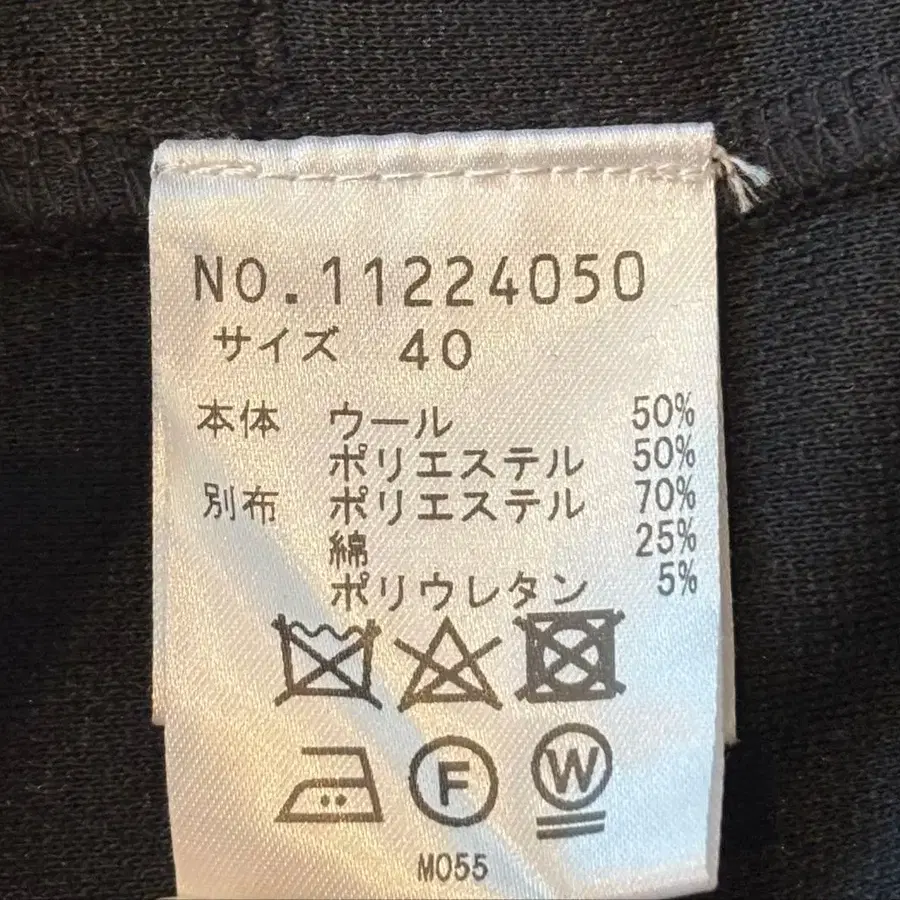 NO.11224050
サイズ 40
本体 ウール 50%
ポリエステル 50%
別布 ポリエステル 70%
綿 25%
ポリウレタン 5%
F W
M055